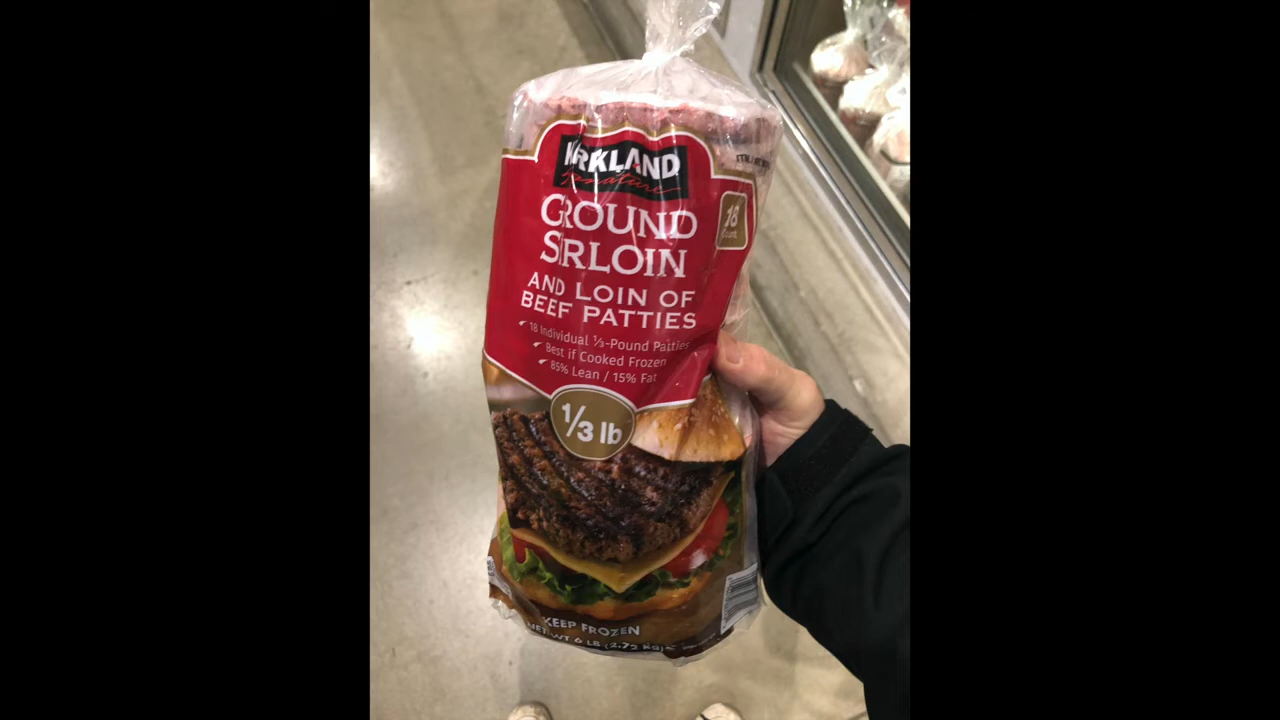 KIRKLAND
Signature
GROUND
SIRLOIN
18
Count
AND LOIN OF
BEEF PATTIES
18 Individual 1/3-Pound Patties
Best if Cooked Frozen
85% Lean / 15% Fat
1/3 lb
KEEP FROZEN
NET WT 6 LB (2.72 kg)